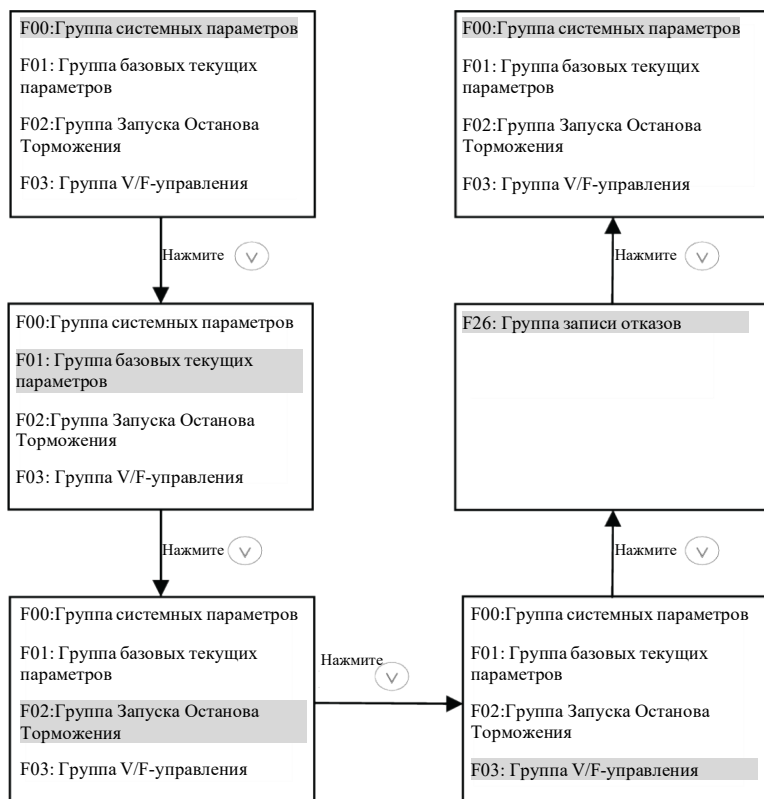 F00:Группа системных параметров
F01: Группа базовых текущих
параметров
F02:Группа Запуска Останова
Торможения
F03: Группа V/F-управления
Нажмите
F00:Группа системных параметров
F01: Группа базовых текущих
параметров
F02:Группа Запуска Останова
Торможения
F03: Группа V/F-управления
Нажмите
F00:Группа системных параметров
F01: Группа базовых текущих
параметров
F02:Группа Запуска Останова
Торможения
F03: Группа V/F-управления
Нажмите
F00:Группа системных параметров
F01: Группа базовых текущих
параметров
F02:Группа Запуска Останова
Торможения
F03: Группа V/F-управления
Нажмите
F26: Группа записи отказов
Нажмите
F00:Группа системных параметров
F01: Группа базовых текущих
параметров
F02:Группа Запуска Останова
Торможения
F03: Группа V/F-управления